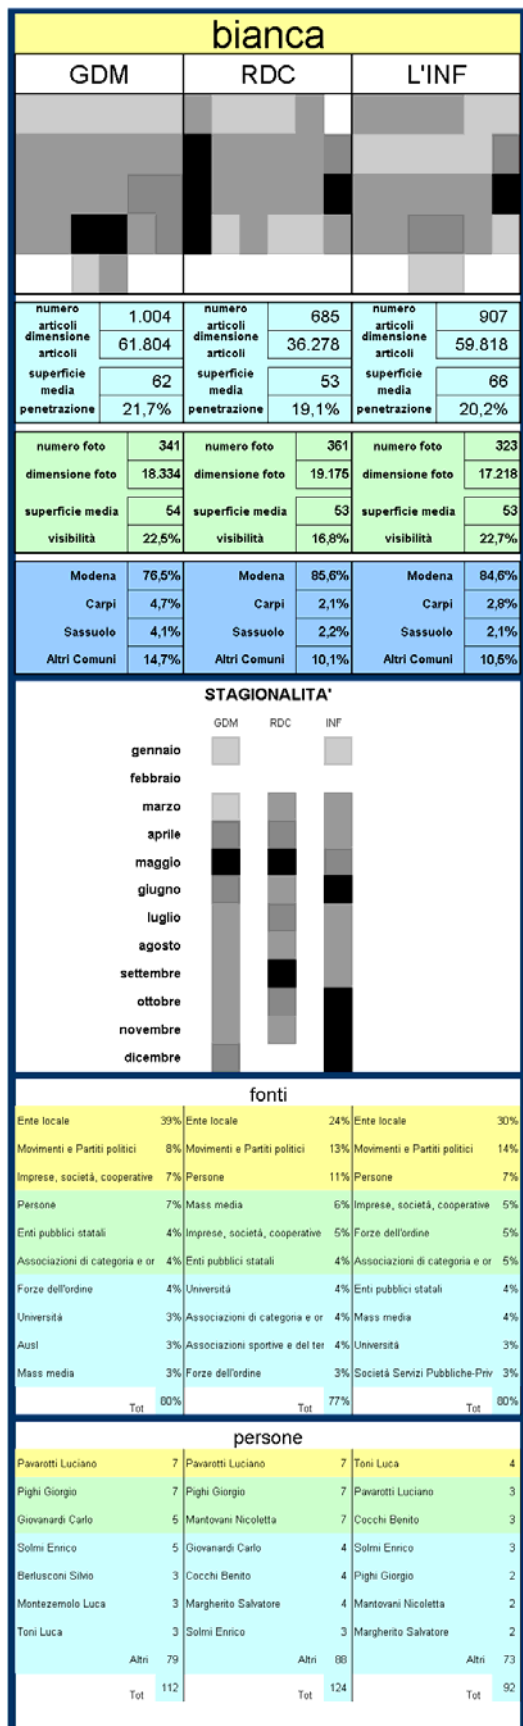 bianca
GDM RDC L'INF
numero articoli 1.004 numero articoli 685 numero articoli 907
dimensione articoli 61.804 dimensione articoli 36.278 dimensione articoli 59.818
superficie media 62 superficie media 53 superficie media 66
penetrazione 21,7% penetrazione 19,1% penetrazione 20,2%
numero foto 341 numero foto 361 numero foto 323
dimensione foto 18.334 dimensione foto 19.175 dimensione foto 17.218
superficie media 54 superficie media 53 superficie media 53
visibilità 22,5% visibilità 16,8% visibilità 22,7%
Modena 76,5% Modena 85,6% Modena 84,6%
Carpi 4,7% Carpi 2,1% Carpi 2,8%
Sassuolo 4,1% Sassuolo 2,2% Sassuolo 2,1%
Altri Comuni 14,7% Altri Comuni 10,1% Altri Comuni 10,5%
STAGIONALITA'
GDM RDC INF
gennaio
febbraio
marzo
aprile
maggio
giugno
luglio
agosto
settembre
ottobre
novembre
dicembre
fonti
Ente locale 39% Ente locale 24% Ente locale 30%
Movimenti e Partiti politici 8% Movimenti e Partiti politici 13% Movimenti e Partiti politici 14%
Imprese, società, cooperative 7% Persone 11% Persone 7%
Persone 7% Mass media 6% Imprese, società, cooperative 5%
Enti pubblici statali 4% Imprese, società, cooperative 5% Forze dell'ordine 5%
Associazioni di categoria e or 4% Enti pubblici statali 4% Associazioni di categoria e or 5%
Forze dell'ordine 4% Università 4% Enti pubblici statali 4%
Università 3% Associazioni di categoria e or 4% Mass media 4%
Ausl 3% Associazioni sportive e del ter 4% Università 3%
Mass media 3% Forze dell'ordine 3% Società Servizi Pubbliche-Priv 3%
Tot 80% Tot 77% Tot 80%
persone
Pavarotti Luciano 7 Pavarotti Luciano 7 Toni Luca 4
Pighi Giorgio 7 Pighi Giorgio 7 Pavarotti Luciano 3
Giovanardi Carlo 5 Mantovani Nicoletta 7 Cocchi Benito 3
Solmi Enrico 5 Giovanardi Carlo 4 Solmi Enrico 3
Berlusconi Silvio 3 Cocchi Benito 4 Pighi Giorgio 2
Montezemolo Luca 3 Margherito Salvatore 4 Mantovani Nicoletta 2
Toni Luca 3 Solmi Enrico 3 Margherito Salvatore 2
Altri 79 Altri 88 Altri 73
Tot 112 Tot 124 Tot 92